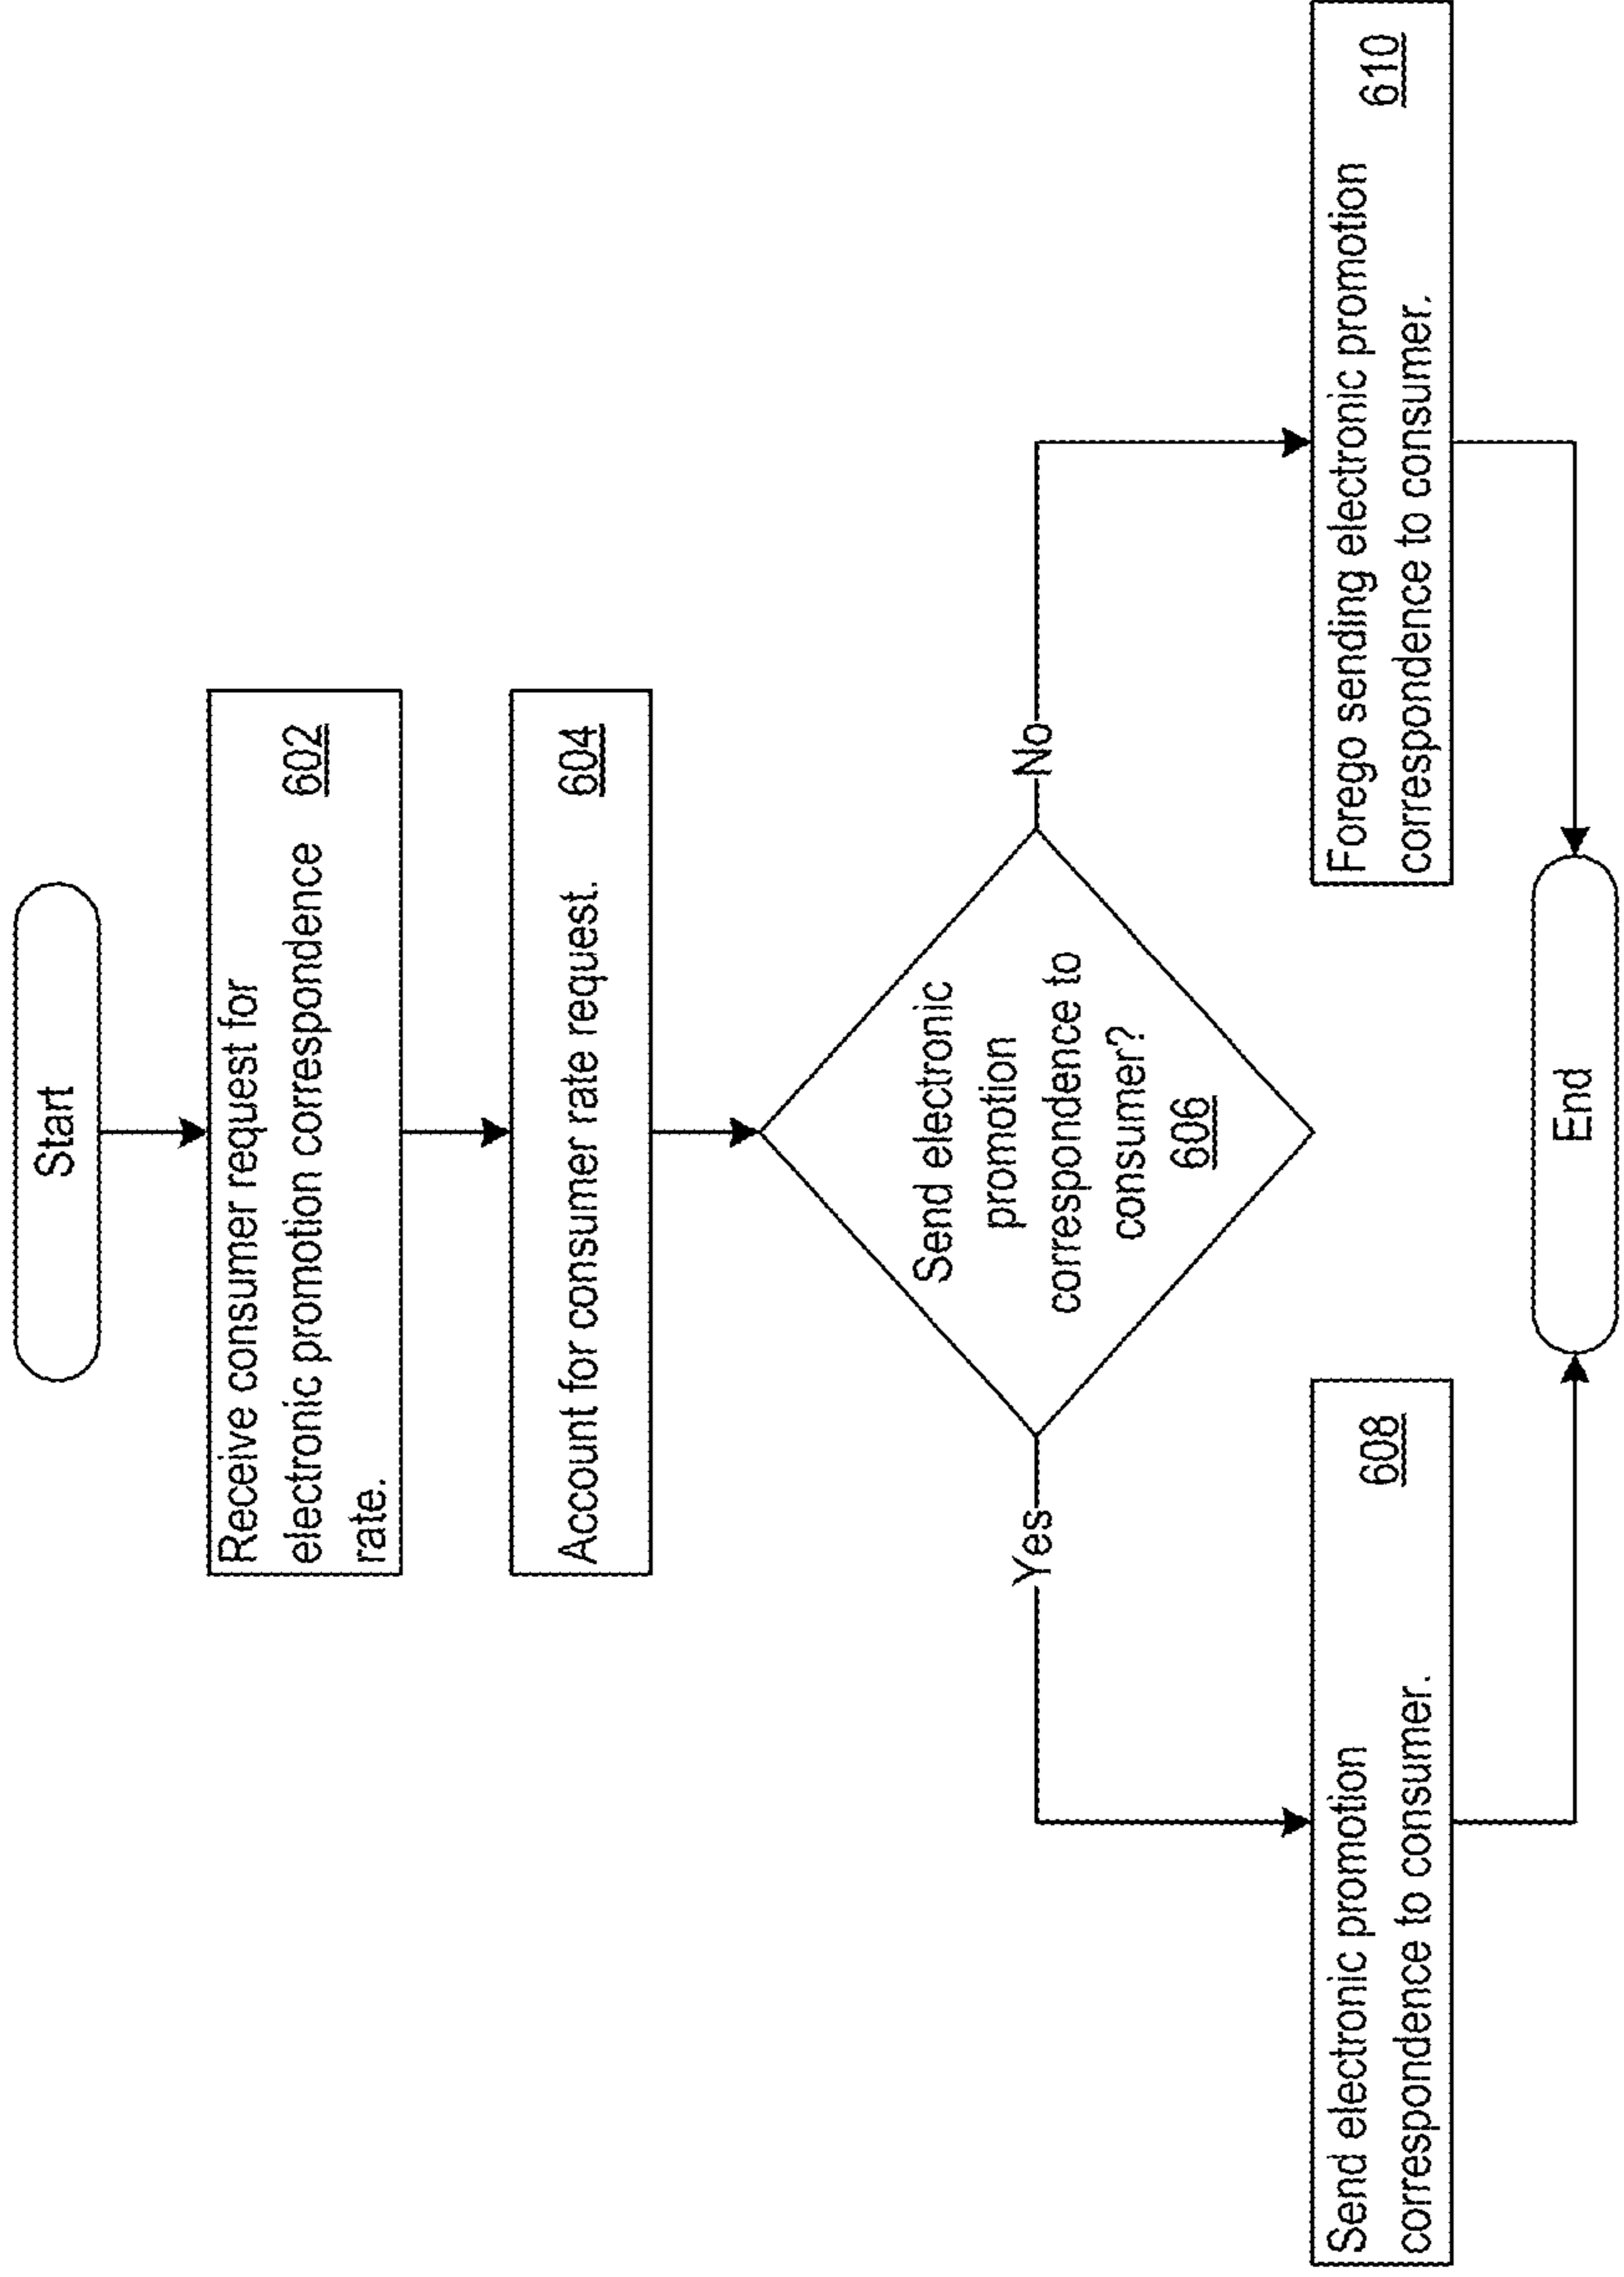 Start
Receive consumer request for
electronic promotion correspondence 602
rate.
Account for consumer rate request. 604
Send electronic
promotion
correspondence to
consumer?
606
Yes
No
Send electronic promotion 608
correspondence to consumer.
Forego sending electronic promotion 610
correspondence to consumer.
End